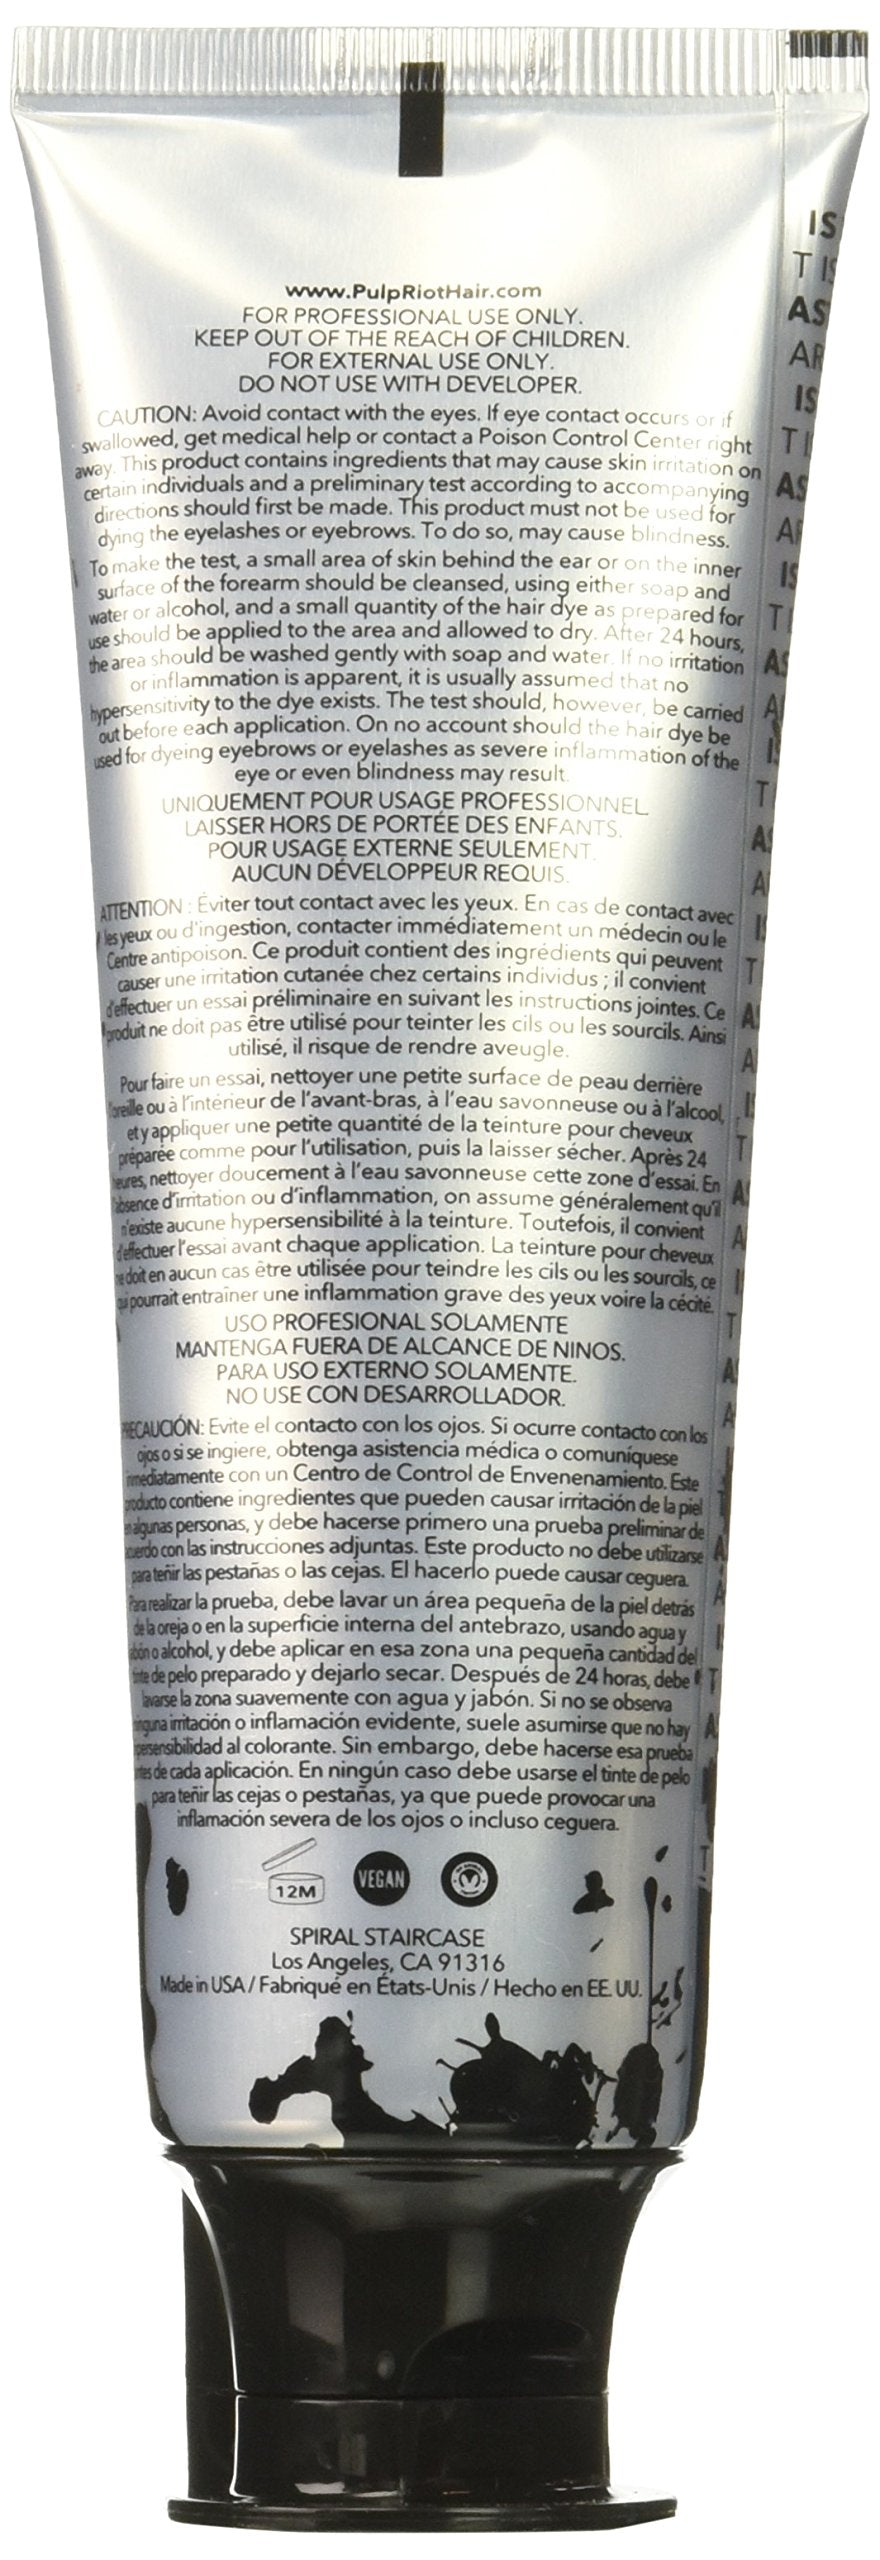 www.PulpRiotHair.com
FOR PROFESSIONAL USE ONLY.
KEEP OUT OF THE REACH OF CHILDREN.
FOR EXTERNAL USE ONLY.
DO NOT USE WITH DEVELOPER.
CAUTION: Avoid contact with the eyes. If eye contact occurs or if
swallowed, get medical help or contact a Poison Control Center right
away. This product contains ingredients that may cause skin irritation on
certain individuals and a preliminary test according to accompanying
directions should first be made. This product must not be used for
dying the eyelashes or eyebrows. To do so, may cause blindness.
To make the test, a small area of skin behind the ear or on the inner
surface of the forearm should be cleansed, using either soap and
water or alcohol, and a small quantity of the hair dye as prepared for
use should be applied to the area and allowed to dry. After 24 hours,
the area should be washed gently with soap and water. If no irritation
or inflammation is apparent, it is usually assumed that no
hypersensitivity to the dye exists. The test should, however, be carried
out before each application. On no account should the hair dye be
used for dyeing eyebrows or eyelashes as severe inflammation of the
eye or even blindness may result.
UNIQUEMENT POUR USAGE PROFESSIONNEL
LAISSER HORS DE PORTÉE DES ENFANTS.
POUR USAGE EXTERNE SEULEMENT.
AUCUN DÉVELOPPEUR REQUIS.
ATTENTION : Éviter tout contact avec les yeux. En cas de contact avec
les yeux ou d'ingestion, contacter immédiatement un médecin ou le
Centre antipoison. Ce produit contient des ingrédients qui peuvent
causer une irritation cutanée chez certains individus ; il convient
d'effectuer un essai préliminaire en suivant les instructions jointes. Ce
produit ne doit pas être utilisé pour teinter les cils ou les sourcils. Ainsi
utilisé, il risque de rendre aveugle.
Pour faire un essai, nettoyer une petite surface de peau derrière
l'oreille ou à l'intérieur de l'avant-bras, à l'eau savonneuse ou à l'alcool,
et y appliquer une petite quantité de la teinture pour cheveux
préparée comme pour l'utilisation, puis la laisser sécher. Après 24
heures, nettoyer doucement à l'eau savonneuse cette zone d'essai. En
l'absence d'irritation ou d'inflammation, on assume généralement qu'il
n'existe aucune hypersensibilité à la teinture. Toutefois, il convient
d'effectuer l'essai avant chaque application. La teinture pour cheveux
ne doit en aucun cas être utilisée pour teindre les cils ou les sourcils, ce
qui pourrait entraîner une inflammation grave des yeux voire la cécité.
USO PROFESIONAL SOLAMENTE
MANTENGA FUERA DE ALCANCE DE NINOS.
PARA USO EXTERNO SOLAMENTE.
NO USE CON DESARROLLADOR.
PRECAUCIÓN: Evite el contacto con los ojos. Si ocurre contacto con los
ojos o si se ingiere, obtenga asistencia médica o comuníquese
inmediatamente con un Centro de Control de Envenenamiento. Este
producto contiene ingredientes que pueden causar irritación de la piel
en algunas personas, y debe hacerse primero una prueba preliminar de
acuerdo con las instrucciones adjuntas. Este producto no debe utilizarse
para teñir las pestañas o las cejas. El hacerlo puede causar ceguera.
Para realizar la prueba, debe lavar un área pequeña de la piel detrás
de la oreja o en la superficie interna del antebrazo, usando agua y
jabón o alcohol, y debe aplicar en esa zona una pequeña cantidad del
tinte de pelo preparado y dejarlo secar. Después de 24 horas, debe
lavarse la zona suavemente con agua y jabón. Si no se observa
ninguna irritación o inflamación evidente, suele asumirse que no hay
hipersensibilidad al colorante. Sin embargo, debe hacerse esa prueba
antes de cada aplicación. En ningún caso debe usarse el tinte de pelo
para teñir las cejas o pestañas, ya que puede provocar una
inflamación severa de los ojos o incluso ceguera.
12M VEGAN
SPIRAL STAIRCASE
Los Angeles, CA 91316
Made in USA / Fabriqué en États-Unis / Hecho en EE. UU.